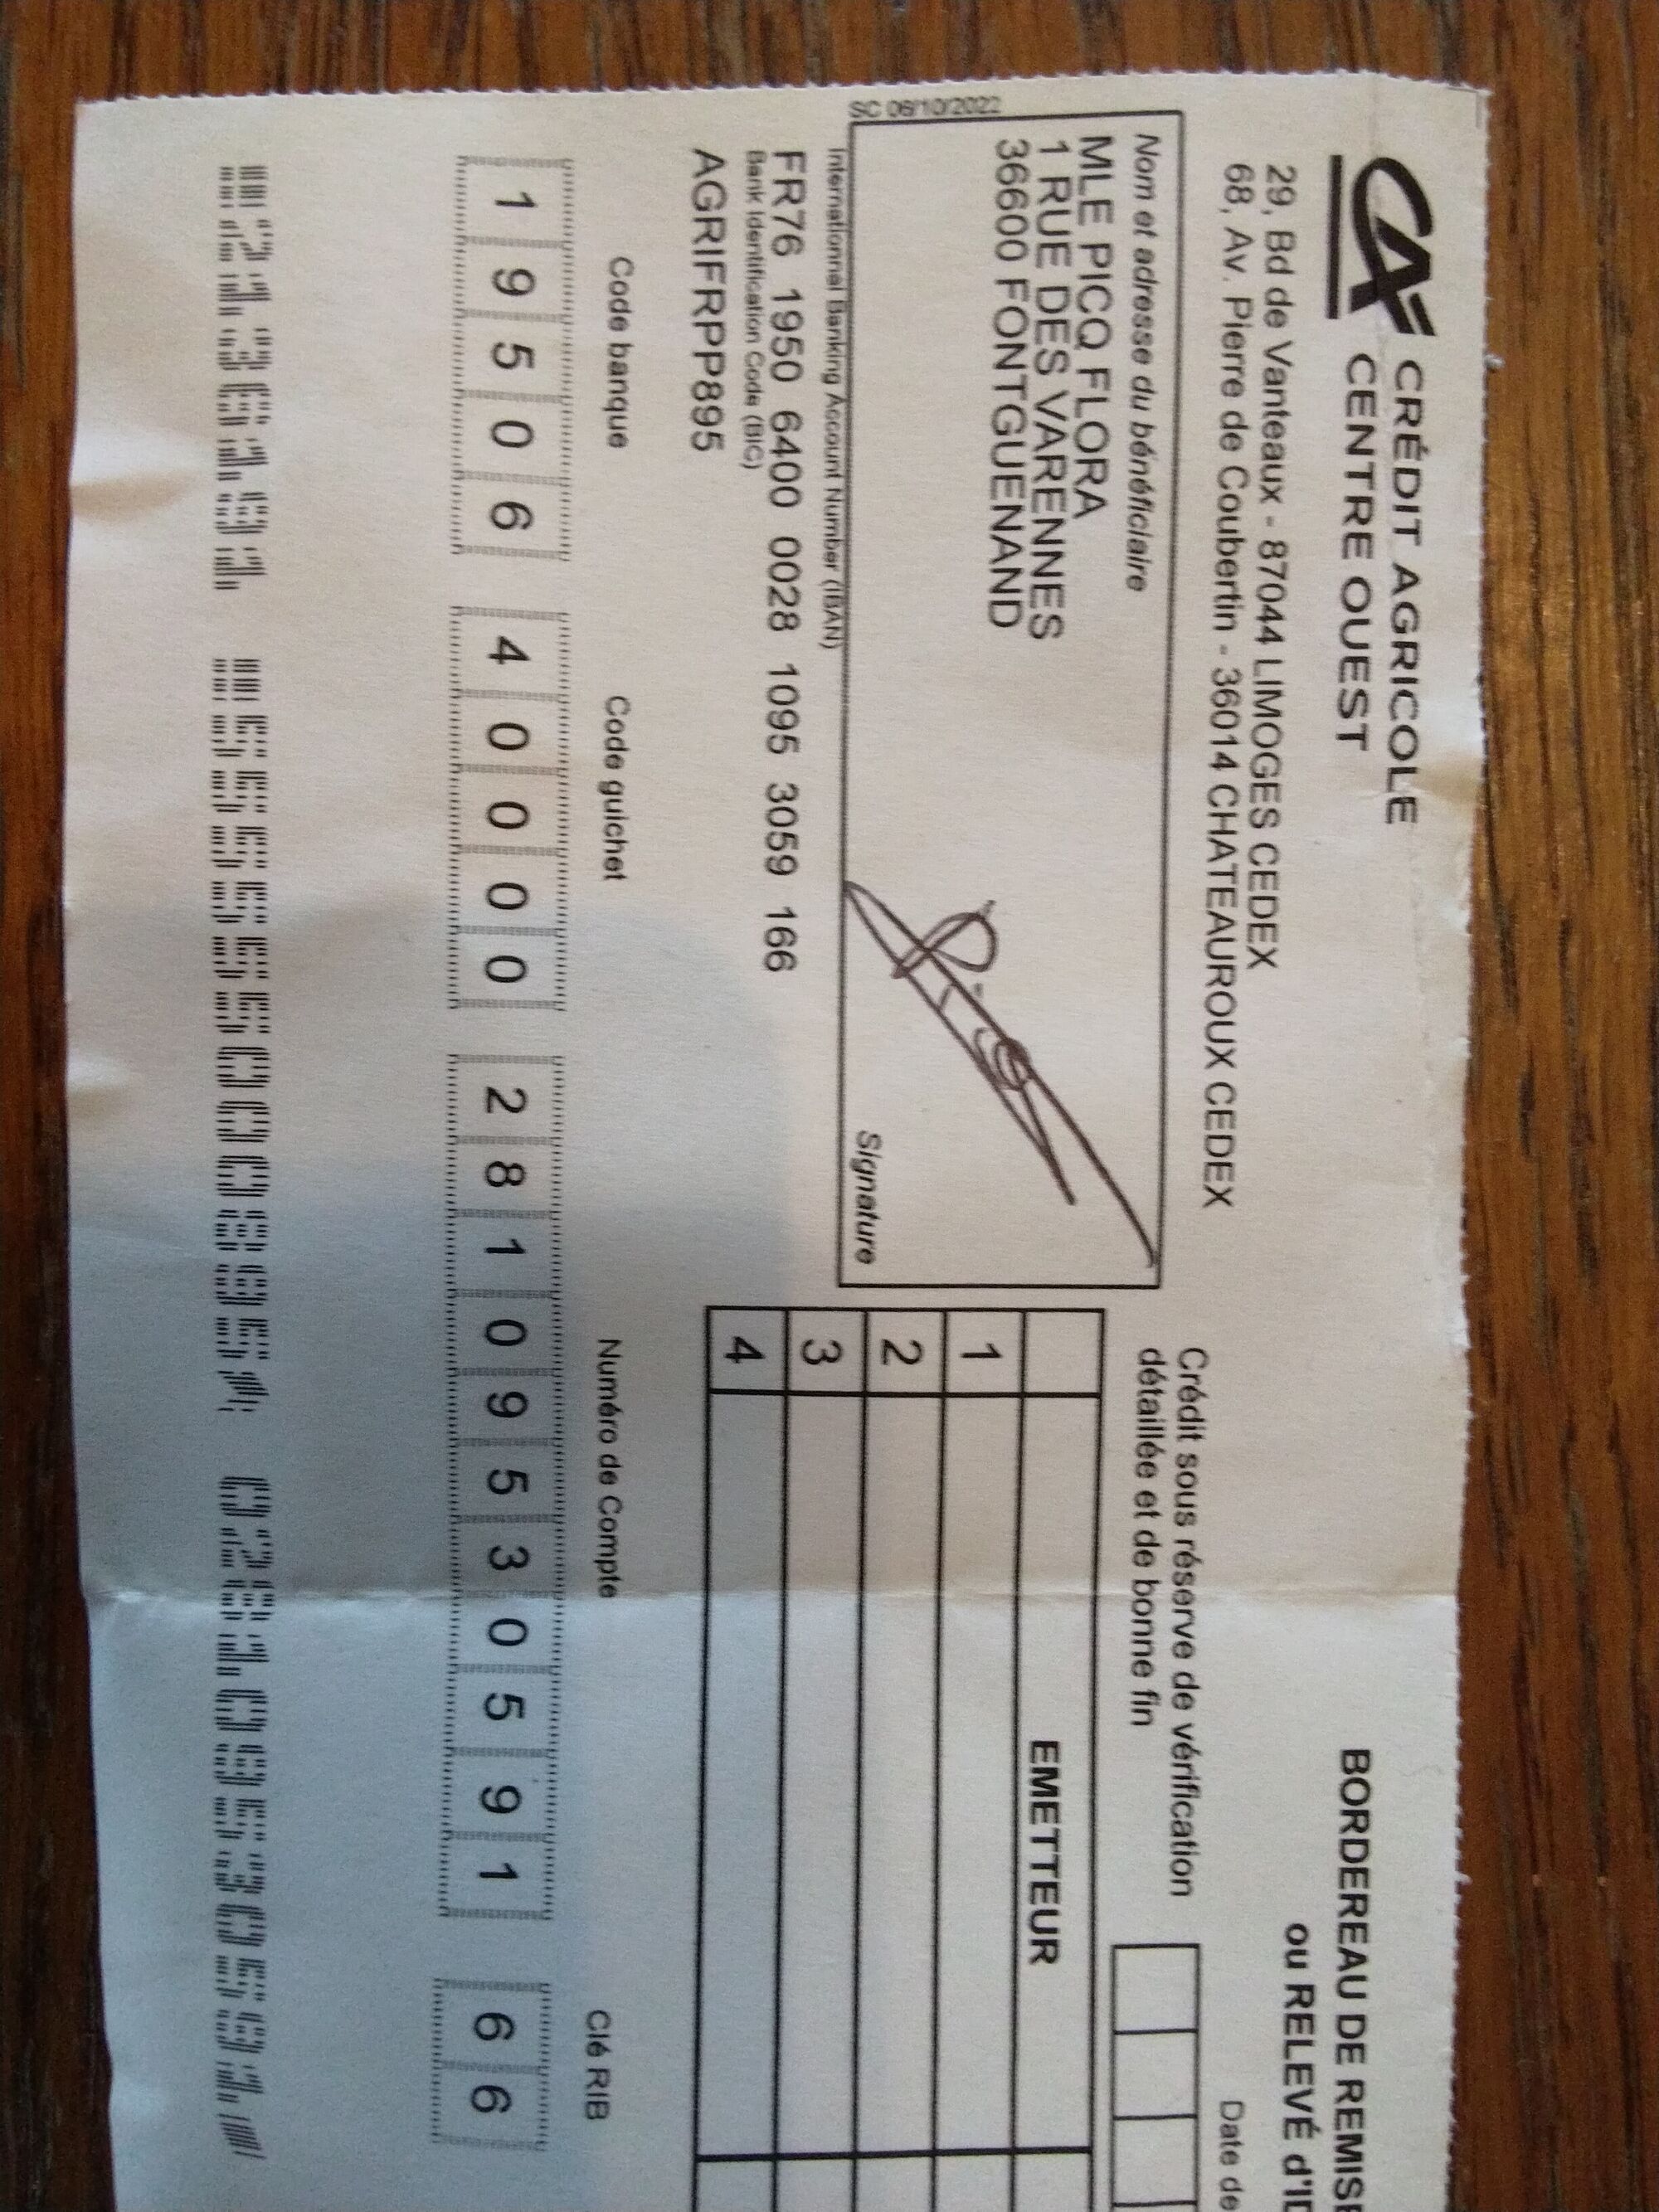 CA CRÉDIT AGRICOLE
CENTRE OUEST
29, Bd de Vanteaux - 87044 LIMOGES CEDEX
68, Av. Pierre de Coubertin - 36014 CHATEAUROUX CEDEX
BORDEREAU DE REMISE
ou RELEVÉ d'ID
Date de
Crédit sous réserve de vérification
détaillée et de bonne fin
SC 06/10/2022
Nom et adresse du bénéficiaire
MLE PICQ FLORA
1 RUE DES VARENNES
36600 FONTGUENAND
Signature
EMETTEUR
1
2
3
4
International Banking Account Number (IBAN)
FR76 1950 6400 0028 1095 3059 166
Bank Identification Code (BIC)
AGRIFRPP895
Code banque Code guichet Numéro de Compte Clé RIB
1 9 5 0 6 4 0 0 0 0 2 8 1 0 9 5 3 0 5 9 1 6 6